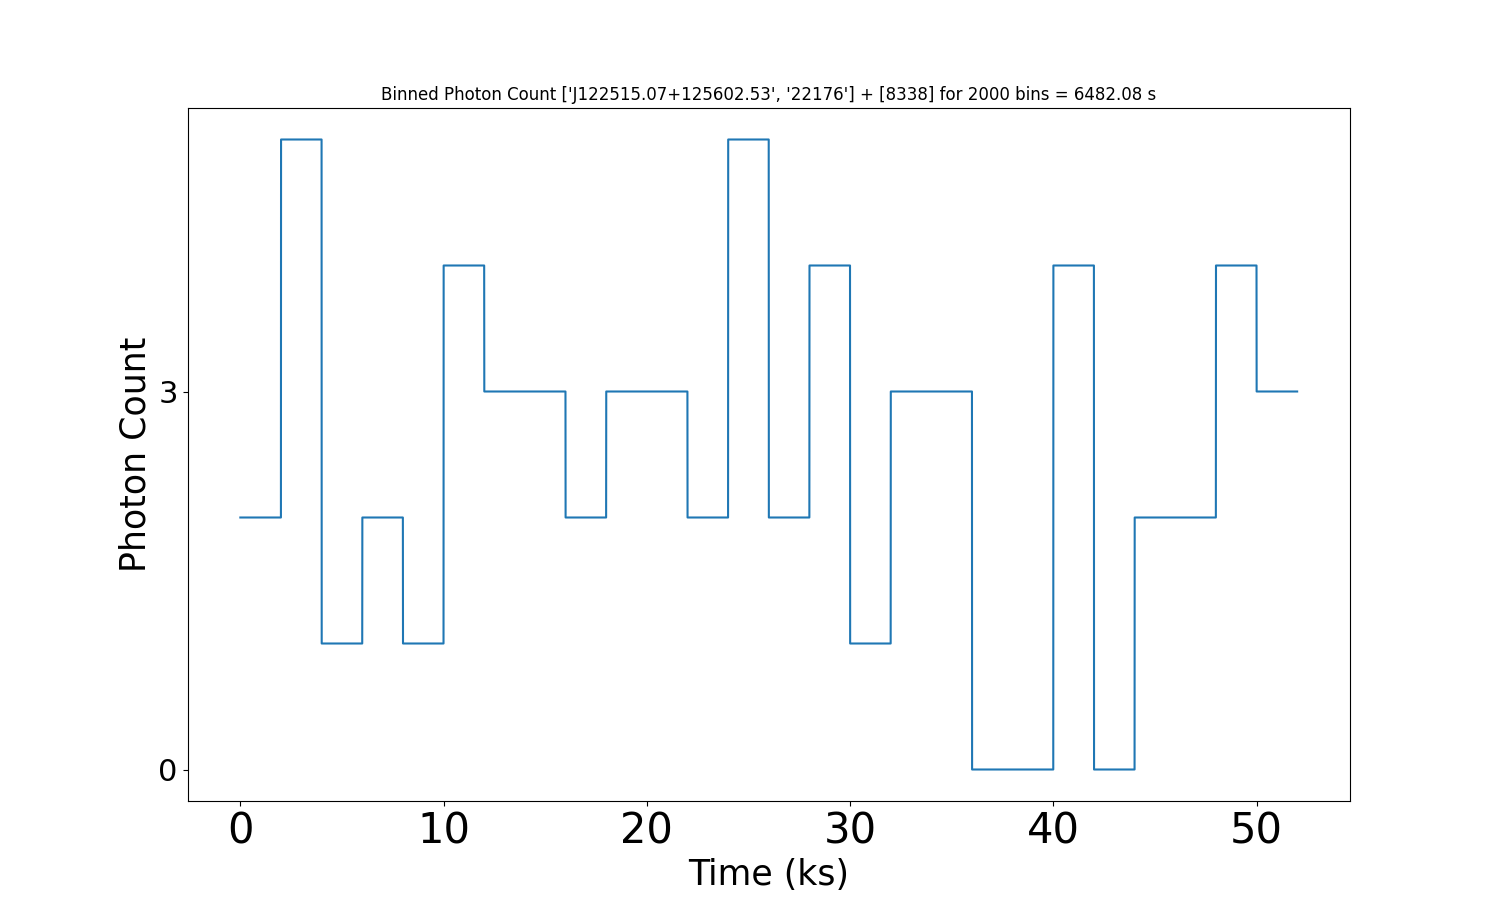 Binned Photon Count ['J122515.07+125602.53', '22176'] + [8338] for 2000 bins = 6482.08 s
Photon Count
3
0
0 10 20 30 40 50
Time (ks)